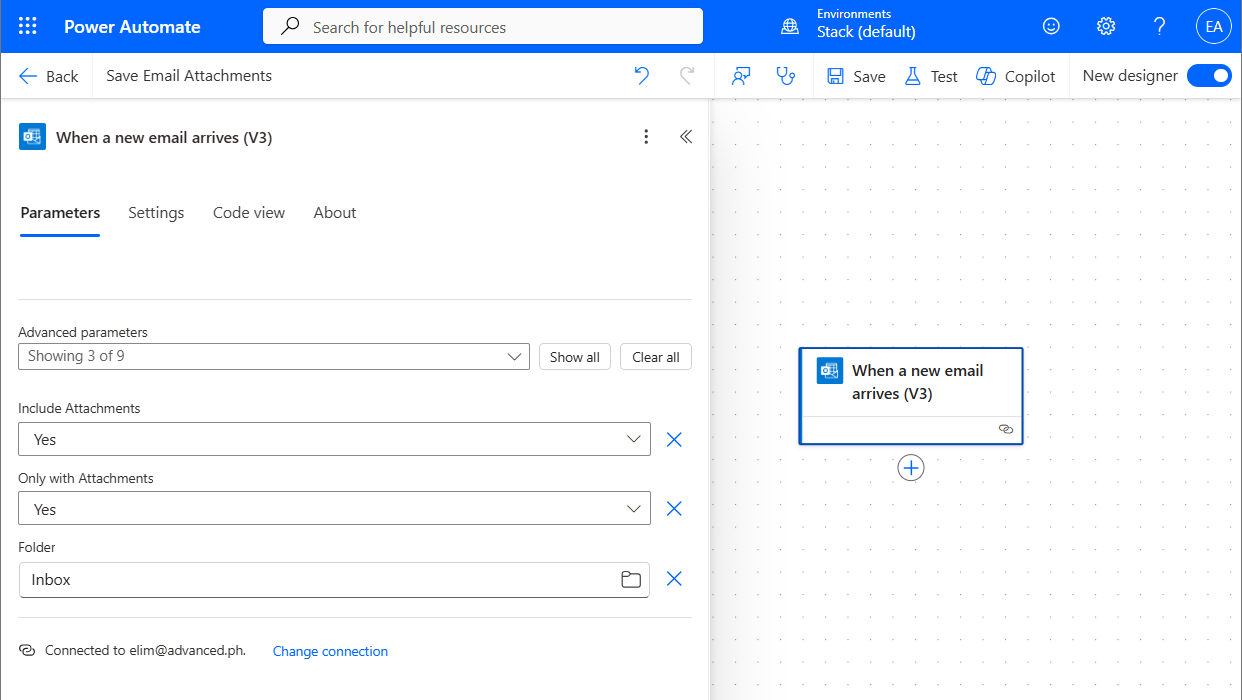 Power Automate
Search for helpful resources
Environments
Stack (default)
EA
Back
Save Email Attachments
Save
Test
Copilot
New designer
When a new email arrives (V3)
Parameters
Settings
Code view
About
Advanced parameters
Showing 3 of 9
Show all
Clear all
Include Attachments
Yes
Only with Attachments
Yes
Folder
Inbox
Connected to elim@advanced.ph.
Change connection
When a new email
arrives (V3)